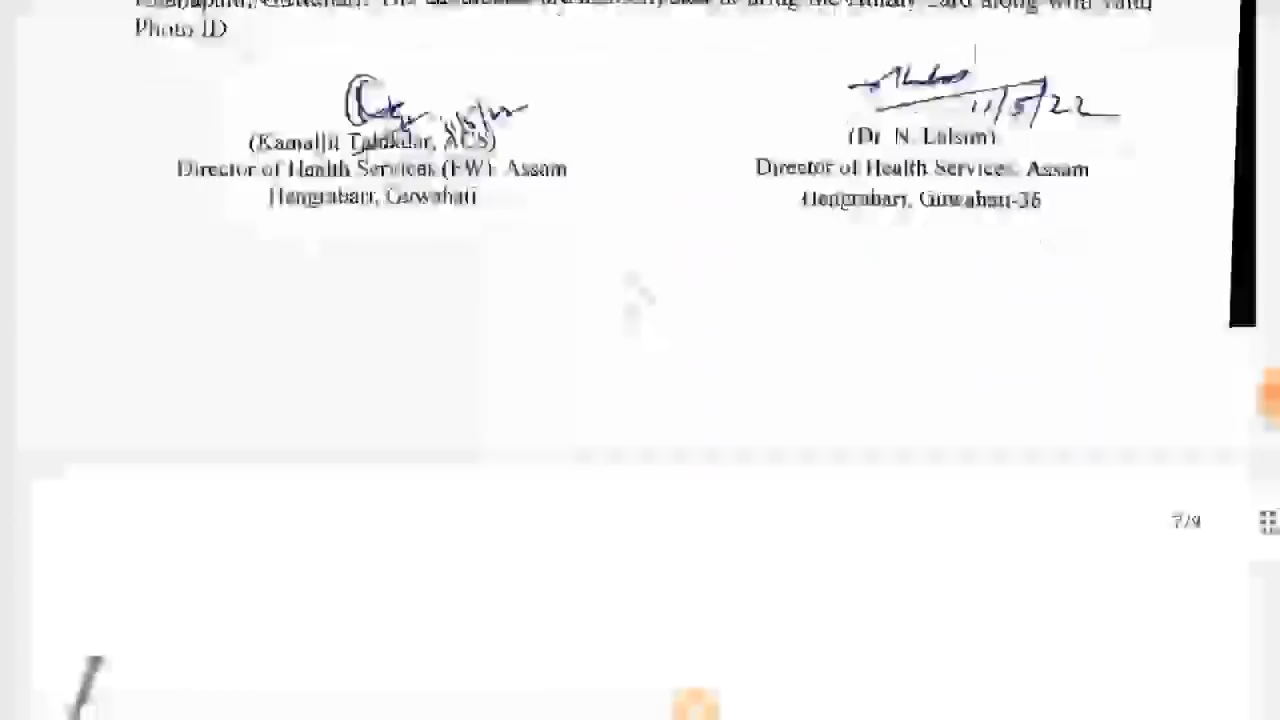 Photo ID
11/5/22
(Kamaljit Talukdar, ACS)
(Dr N. Lalsim)
Director of Health Services (FW) Assam
Director of Health Services, Assam
Hengrabari, Guwahati
Hengrabari, Guwahati-36
7/9